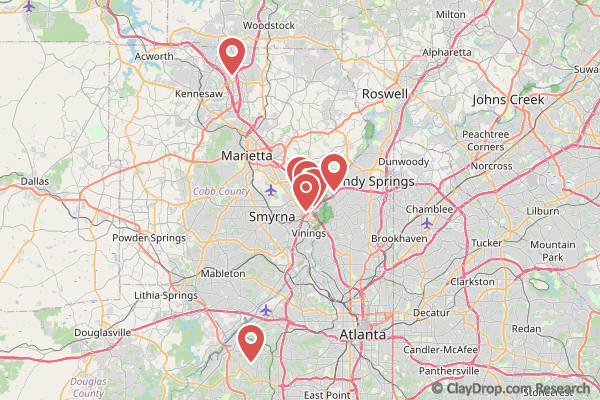 Woodstock
Milton
Acworth
Alpharetta
Suwa
Kennesaw
Roswell
Johns Creek
Peachtree
Corners
Marietta
Dunwoody
Norcross
Dallas
Cobb County
ndy Springs
Smyrna
Chamblee
Lilburn
Vinings
Powder Springs
Brookhaven
Tucker
Mountain
Park
Mableton
Clarkston
Lithia Springs
Decatur
Redan
Douglasville
Atlanta
Candler-McAfee
Panthersville
Douglas
County
East Point
Stonecrest
© ClayDrop.com Research